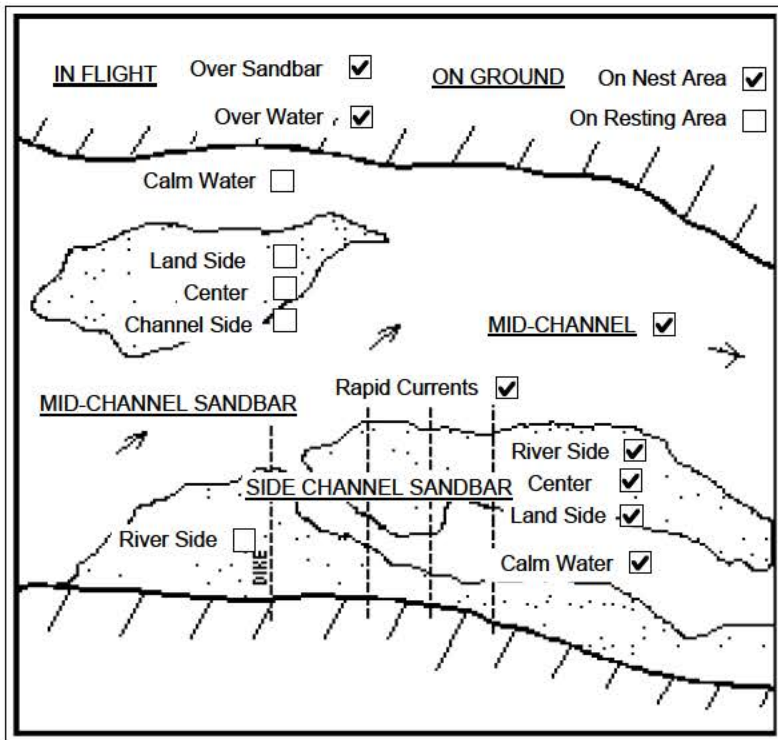 IN FLIGHT Over Sandbar ON GROUND On Nest Area
Over Water On Resting Area
Calm Water
Land Side
Center
Channel Side
MID-CHANNEL
Rapid Currents
MID-CHANNEL SANDBAR
River Side
SIDE CHANNEL SANDBAR Center
Land Side
River Side
Calm Water
DIKE